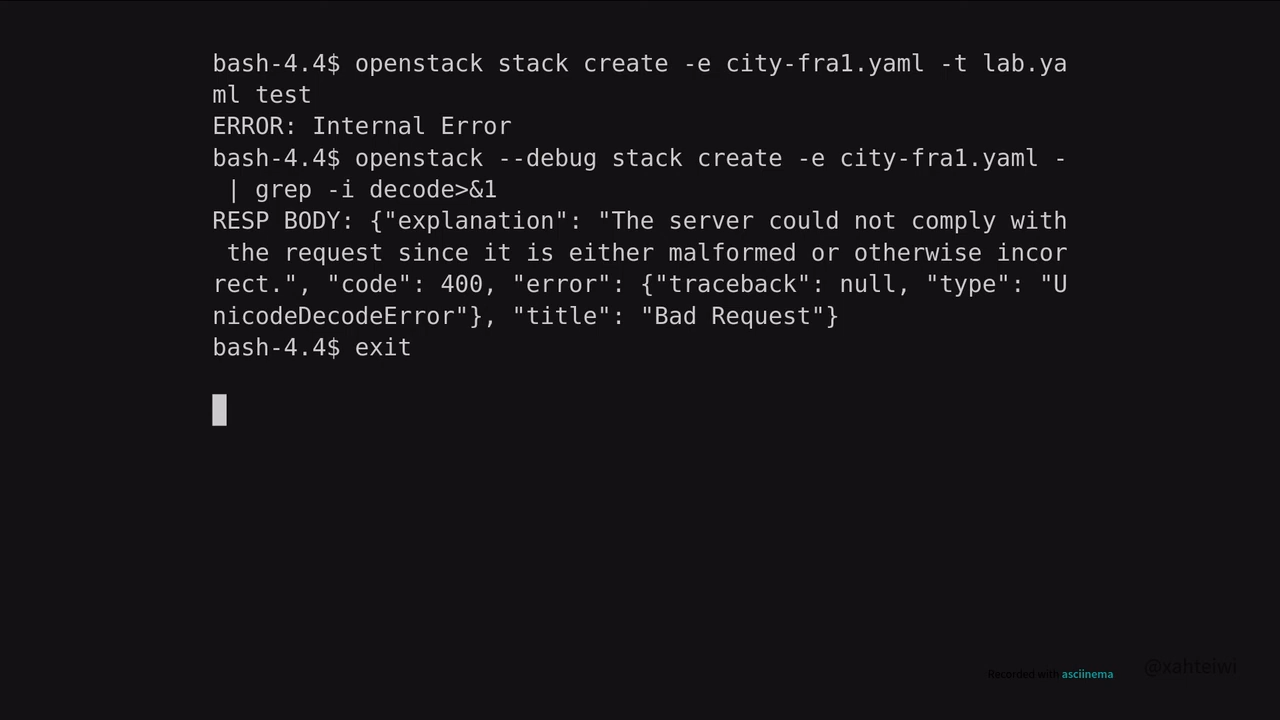 bash-4.4$ openstack stack create -e city-fra1.yaml -t lab.ya
ml test
ERROR: Internal Error
bash-4.4$ openstack --debug stack create -e city-fra1.yaml -
 | grep -i decode>&1
RESP BODY: {"explanation": "The server could not comply with
 the request since it is either malformed or otherwise incor
rect.", "code": 400, "error": {"traceback": null, "type": "U
nicodeDecodeError"}, "title": "Bad Request"}
bash-4.4$ exit
Recorded with asciinema
@xahteiwi